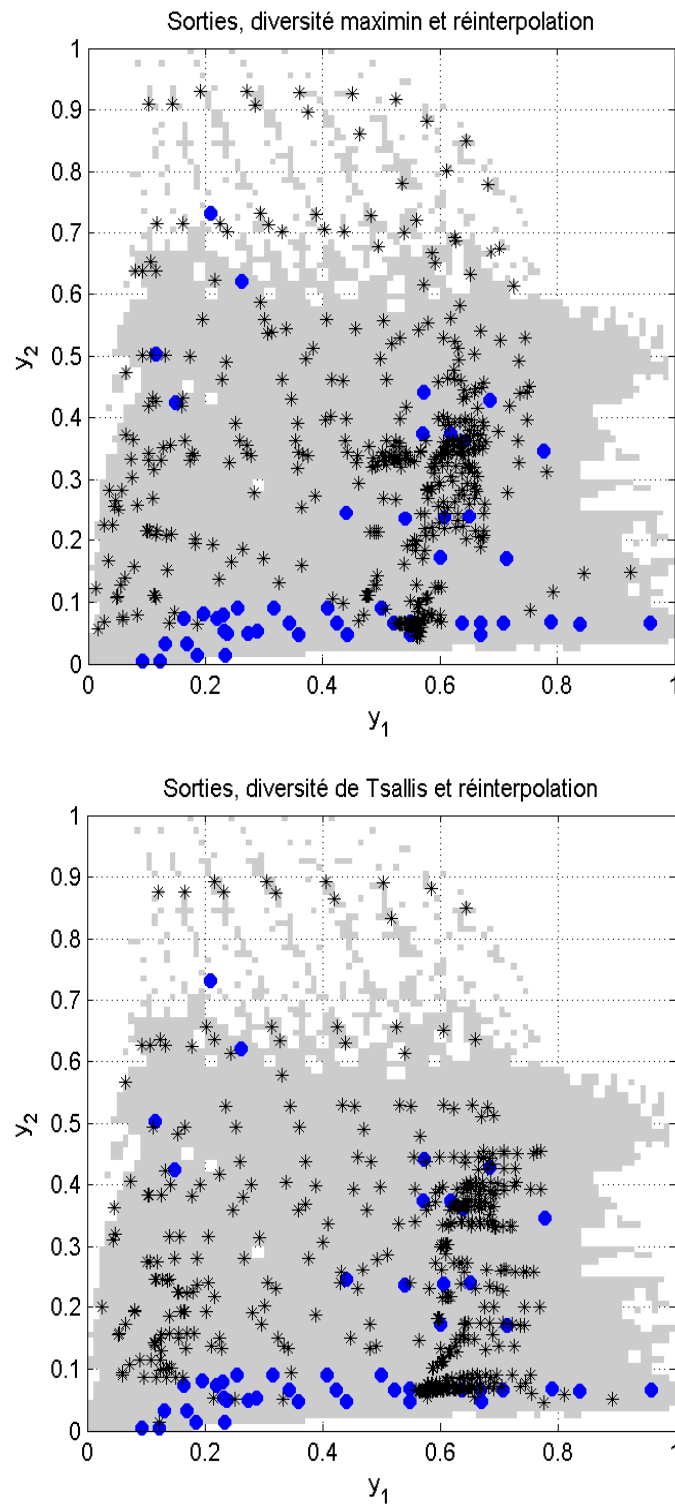 Sorties, diversité maximin et réinterpolation
1
0.9
0.8
0.7
0.6
0.5
0.4
0.3
0.2
0.1
0
y2
0 0.2 0.4 0.6 0.8 1
y1
Sorties, diversité de Tsallis et réinterpolation
1
0.9
0.8
0.7
0.6
0.5
0.4
0.3
0.2
0.1
0
y2
0 0.2 0.4 0.6 0.8 1
y1